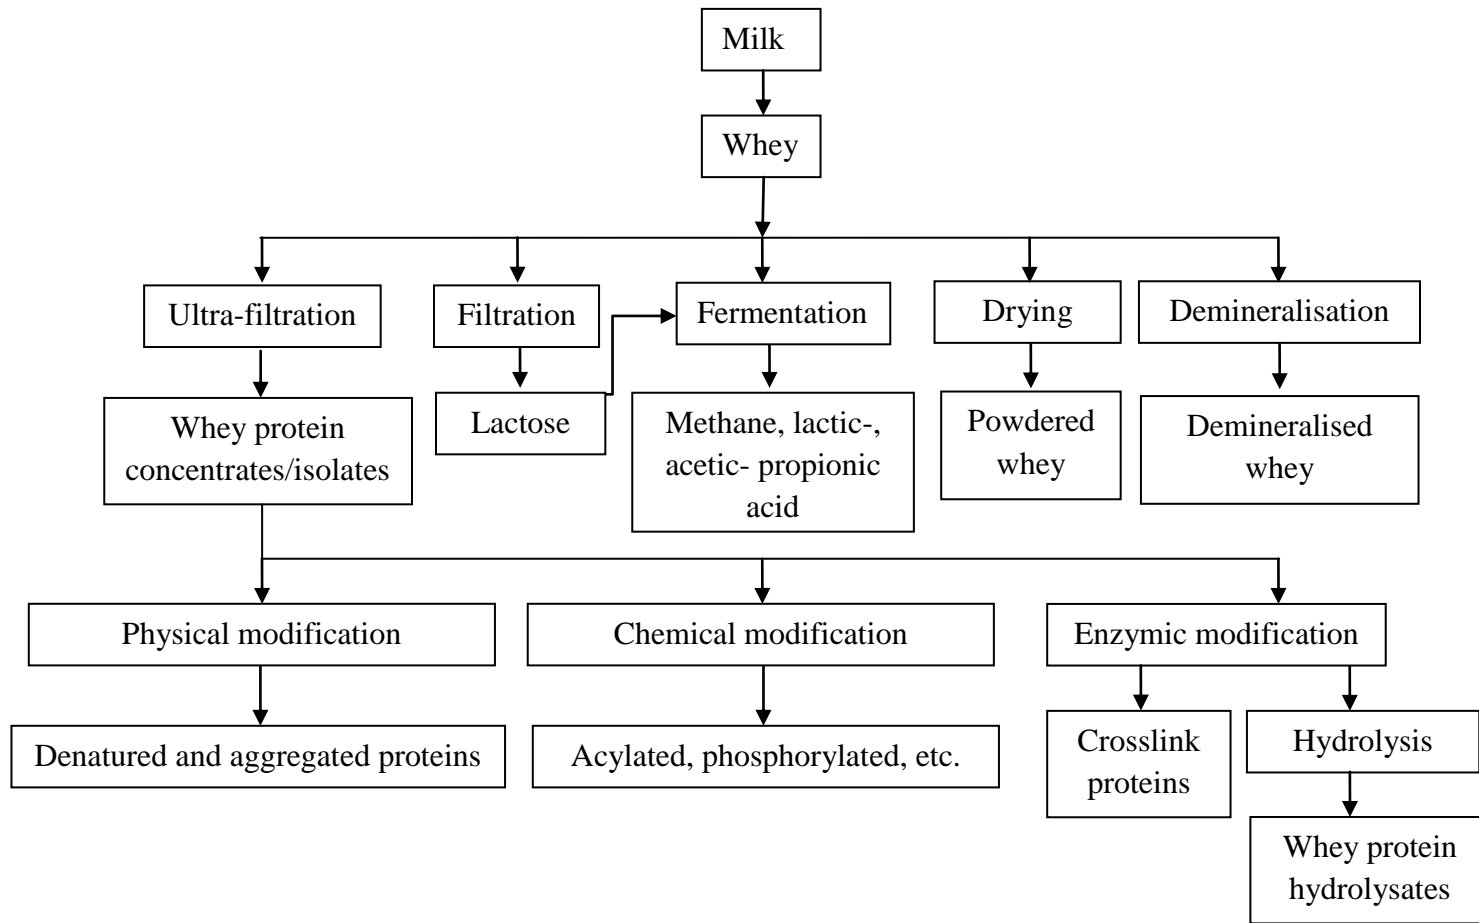 Milk
Whey
Ultra-filtration
Filtration
Fermentation
Drying
Demineralisation
Whey protein
concentrates/isolates
Lactose
Methane, lactic-,
acetic- propionic
acid
Powdered
whey
Demineralised
whey
Physical modification
Chemical modification
Enzymic modification
Denatured and aggregated proteins
Acylated, phosphorylated, etc.
Crosslink
proteins
Hydrolysis
Whey protein
hydrolysates